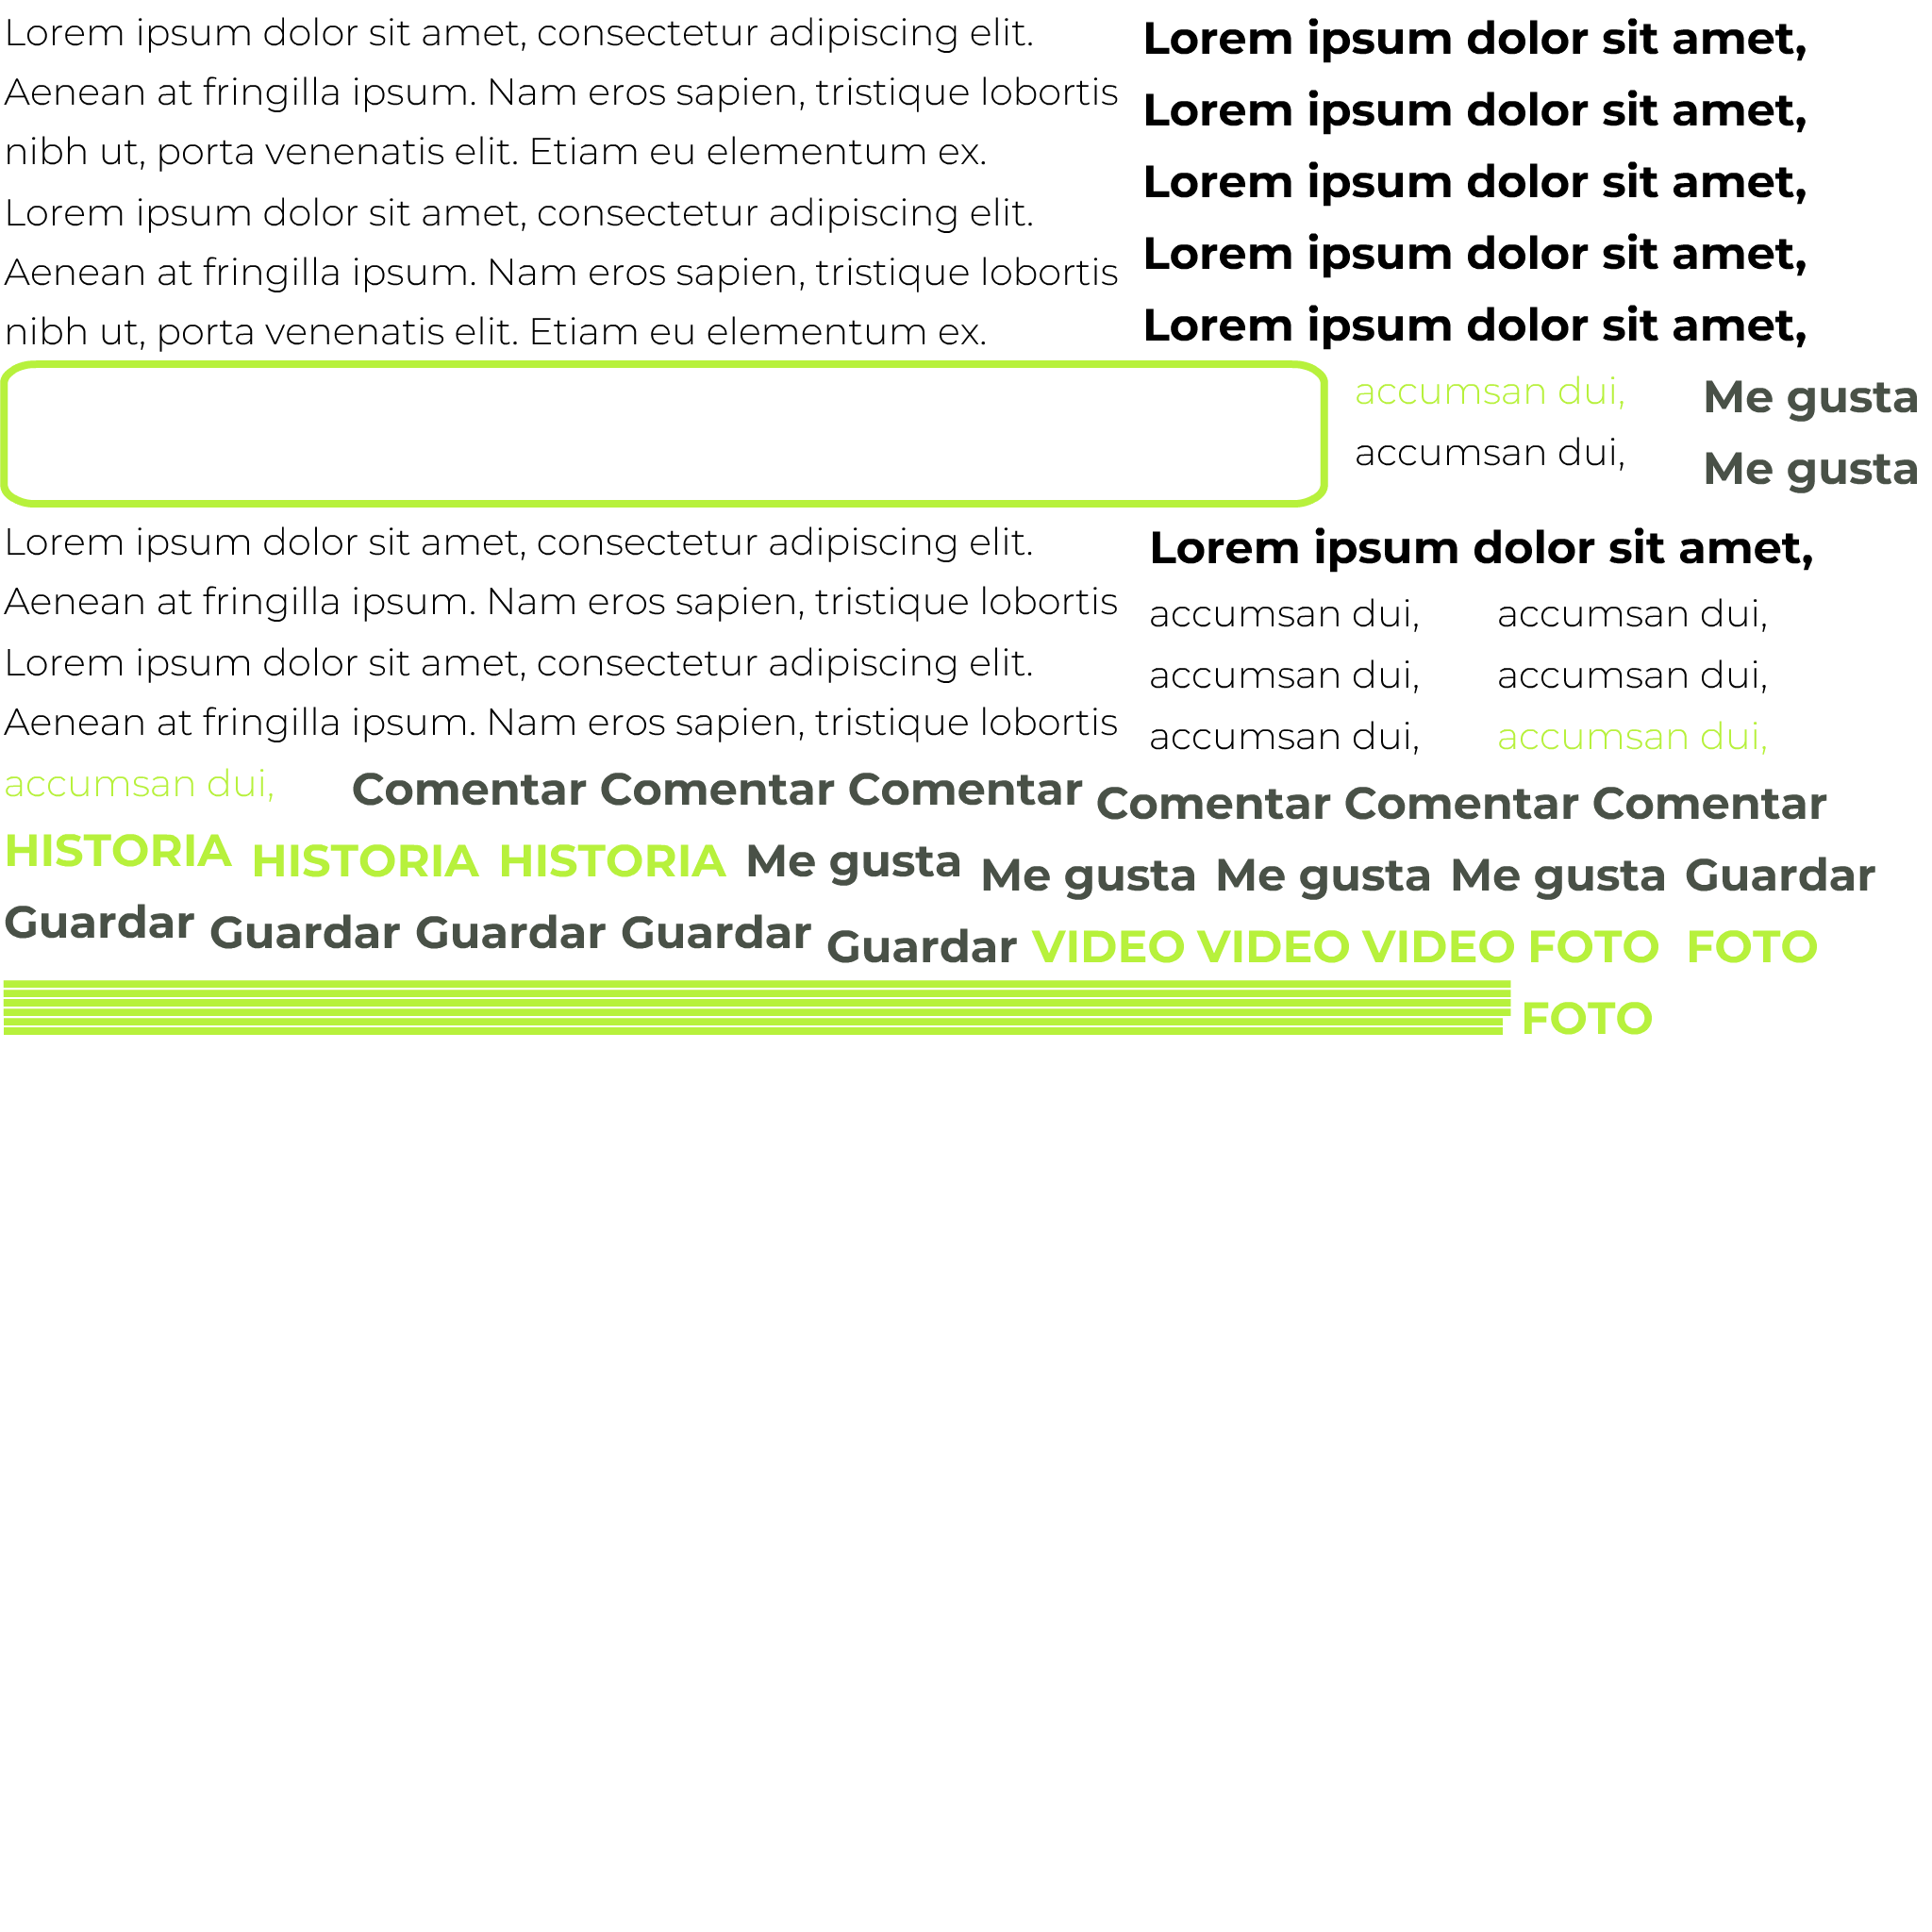 Lorem ipsum dolor sit amet, consectetur adipiscing elit.
Aenean at fringilla ipsum. Nam eros sapien, tristique lobortis
nibh ut, porta venenatis elit. Etiam eu elementum ex.
Lorem ipsum dolor sit amet, consectetur adipiscing elit.
Aenean at fringilla ipsum. Nam eros sapien, tristique lobortis
nibh ut, porta venenatis elit. Etiam eu elementum ex.
Lorem ipsum dolor sit amet,
Lorem ipsum dolor sit amet,
Lorem ipsum dolor sit amet,
Lorem ipsum dolor sit amet,
Lorem ipsum dolor sit amet,
accumsan dui, Me gusta
accumsan dui, Me gusta
Lorem ipsum dolor sit amet, consectetur adipiscing elit.
Aenean at fringilla ipsum. Nam eros sapien, tristique lobortis
Lorem ipsum dolor sit amet, consectetur adipiscing elit.
Aenean at fringilla ipsum. Nam eros sapien, tristique lobortis
Lorem ipsum dolor sit amet,
accumsan dui, accumsan dui,
accumsan dui, accumsan dui,
accumsan dui, accumsan dui,
accumsan dui, Comentar Comentar Comentar Comentar Comentar Comentar
HISTORIA HISTORIA HISTORIA Me gusta Me gusta Me gusta Me gusta Guardar
Guardar Guardar Guardar Guardar Guardar VIDEO VIDEO VIDEO FOTO FOTO
FOTO